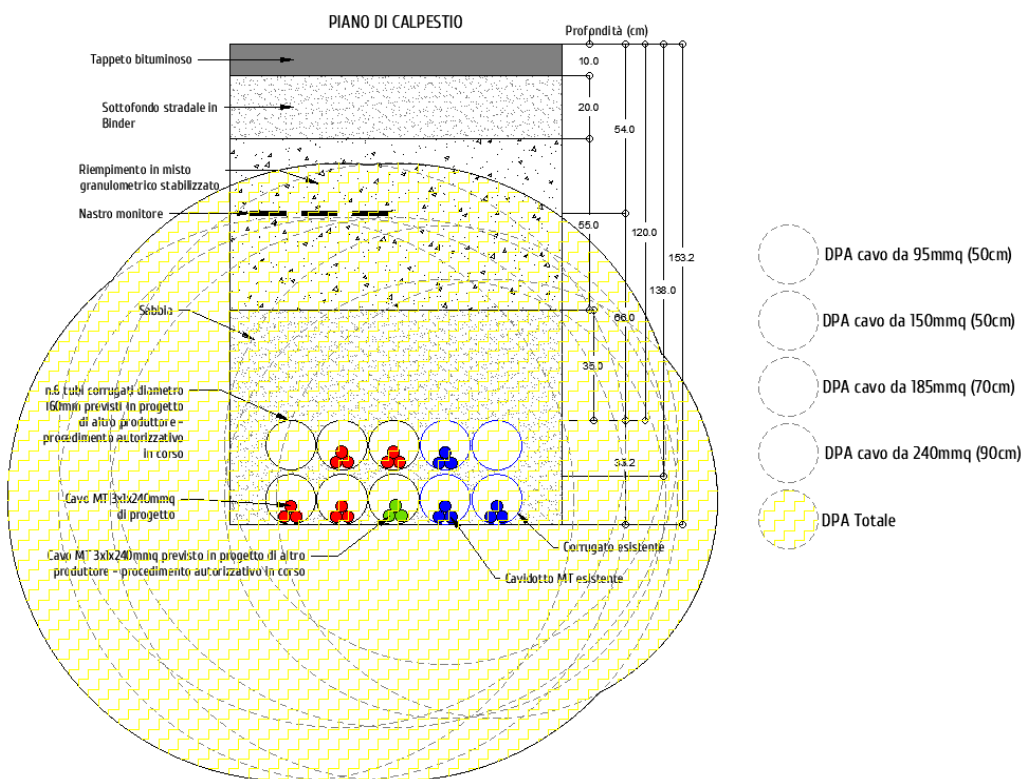 PIANO DI CALPESTIO
Profondità (cm)
Tappeto bituminoso
10.0
Sottofondo stradale in
Binder
20.0
54.0
Riempimento in misto
granulometrico stabilizzato
Nastro monitore
55.0
120.0
153.2
138.0
Sabbia
66.0
35.0
n.6 tubi corrugati diametro
160mm previsti in progetto
di altro produttore -
procedimento autorizzativo
in corso
33.2
Cavo MT 3x1x240mmq
di progetto
Cavo MT 3x1x240mmq previsto in progetto di altro
produttore - procedimento autorizzativo in corso
Corrugato esistente
Cavidotto MT esistente
DPA cavo da 95mmq (50cm)
DPA cavo da 150mmq (50cm)
DPA cavo da 185mmq (70cm)
DPA cavo da 240mmq (90cm)
DPA Totale